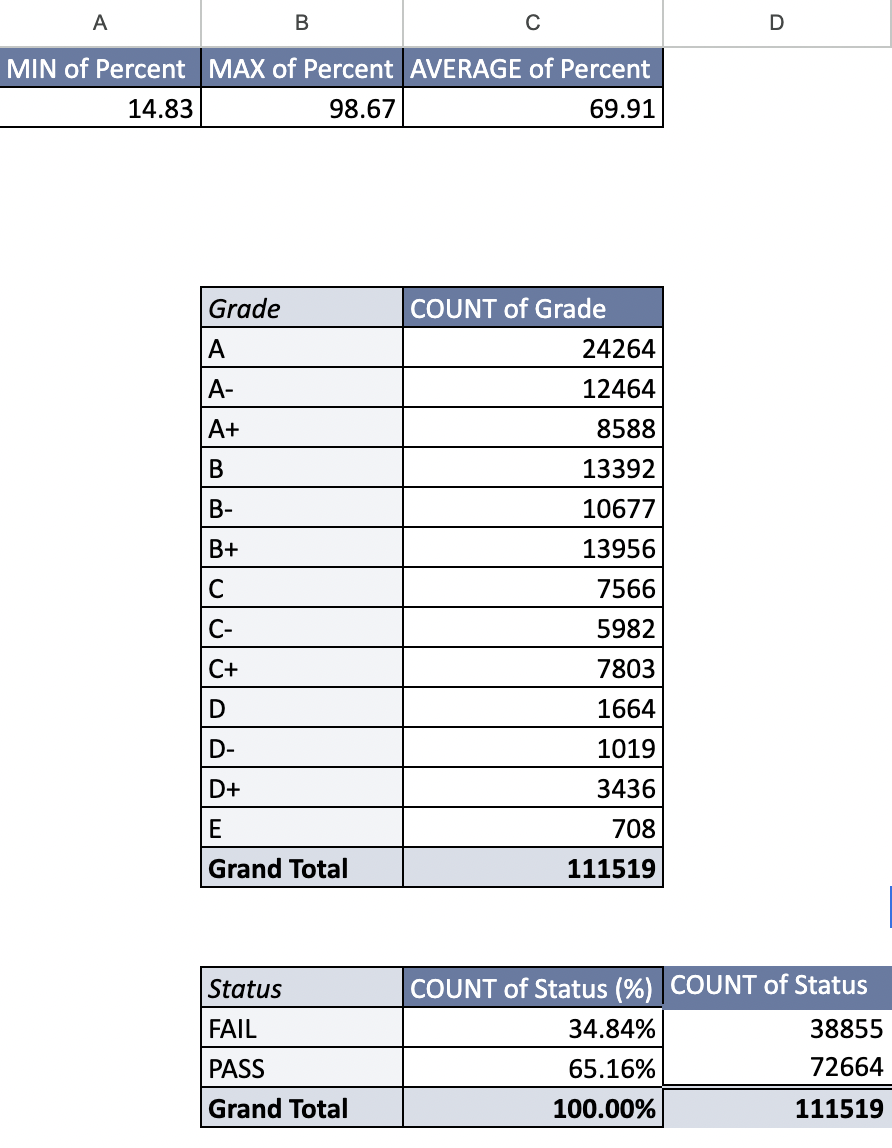 A B C D
MIN of Percent MAX of Percent AVERAGE of Percent
14.83 98.67 69.91
Grade COUNT of Grade
A 24264
A- 12464
A+ 8588
B 13392
B- 10677
B+ 13956
C 7566
C- 5982
C+ 7803
D 1664
D- 1019
D+ 3436
E 708
Grand Total 111519
Status COUNT of Status (%) COUNT of Status
FAIL 34.84% 38855
PASS 65.16% 72664
Grand Total 100.00% 111519